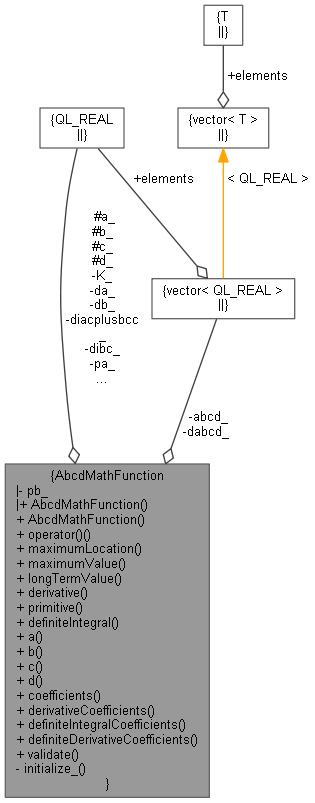 {T
||}
+elements
{QL_REAL
||}
{vector< T >
||}
+elements
< QL_REAL >
#a_
#b_
#c_
#d_
-K_
-da_
-db_
-diacplusbcc
_
-dibc_
-pa_
...
{vector< QL_REAL >
||}
-abcd_
-dabcd_
{AbcdMathFunction
|- pb_
|+ AbcdMathFunction()
+ AbcdMathFunction()
+ operator()()
+ maximumLocation()
+ maximumValue()
+ longTermValue()
+ derivative()
+ primitive()
+ definiteIntegral()
+ a()
+ b()
+ c()
+ d()
+ coefficients()
+ derivativeCoefficients()
+ definiteIntegralCoefficients()
+ definiteDerivativeCoefficients()
+ validate()
- initialize_()
}